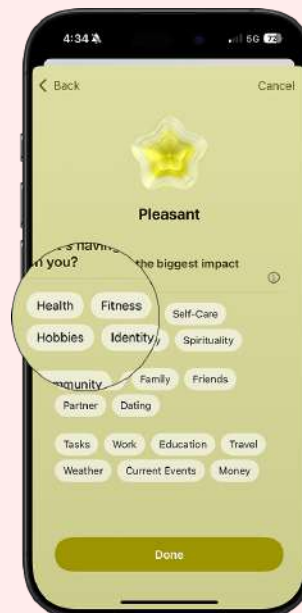 4:34 5G 72
Back Cancel
Pleasant
's having the biggest impact
n you?
Health Fitness Self-Care
Hobbies Identity Spirituality
mmunity Family Friends
Partner Dating
Tasks Work Education Travel
Weather Current Events Money
Done